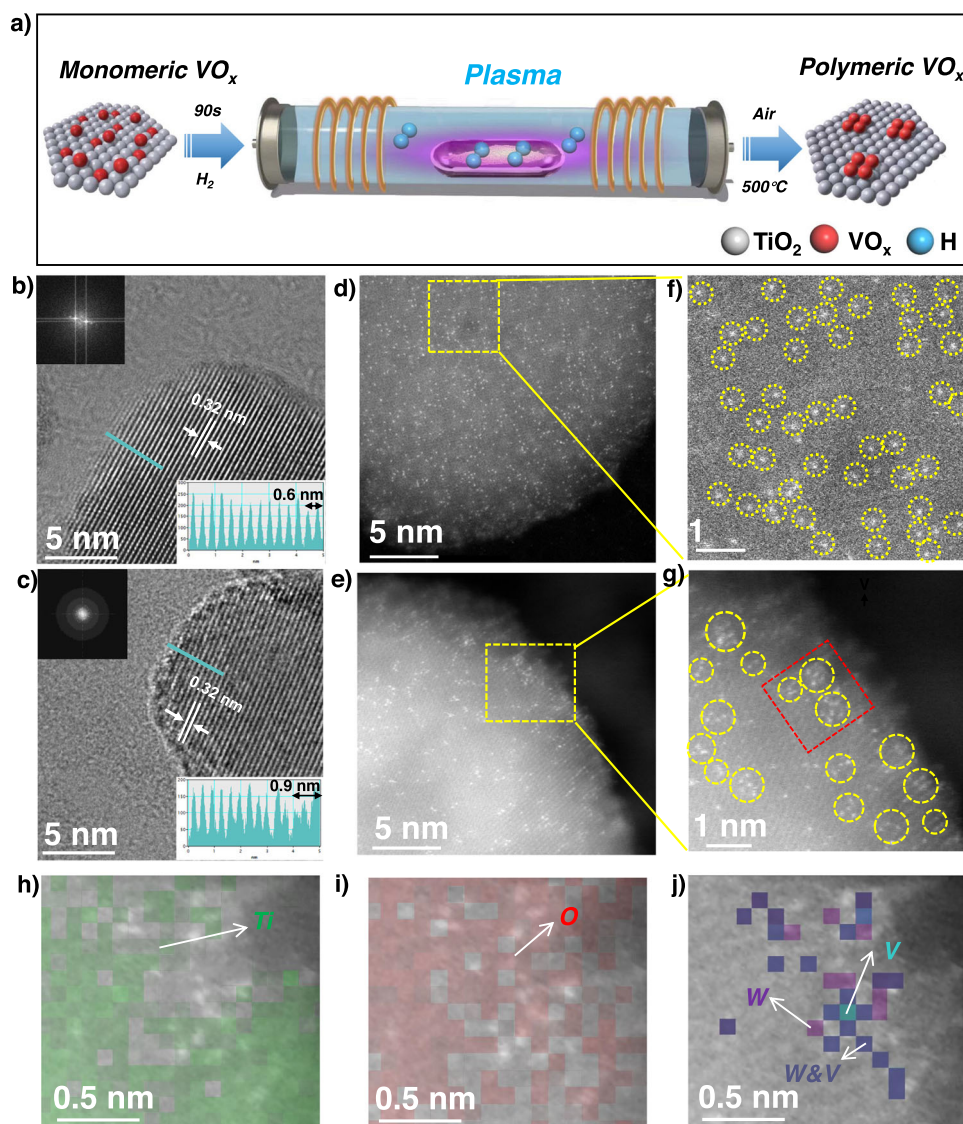 a)
Monomeric VOx
Plasma
Polymeric VOx
90s
H2
Air
500°C
TiO2
VOx
H
b)
0.32 nm
0.6 nm
5 nm
d)
5 nm
f)
1
c)
0.32 nm
0.9 nm
5 nm
e)
5 nm
g)
1 nm
h)
Ti
0.5 nm
i)
O
0.5 nm
j)
V
W
W&V
0.5 nm